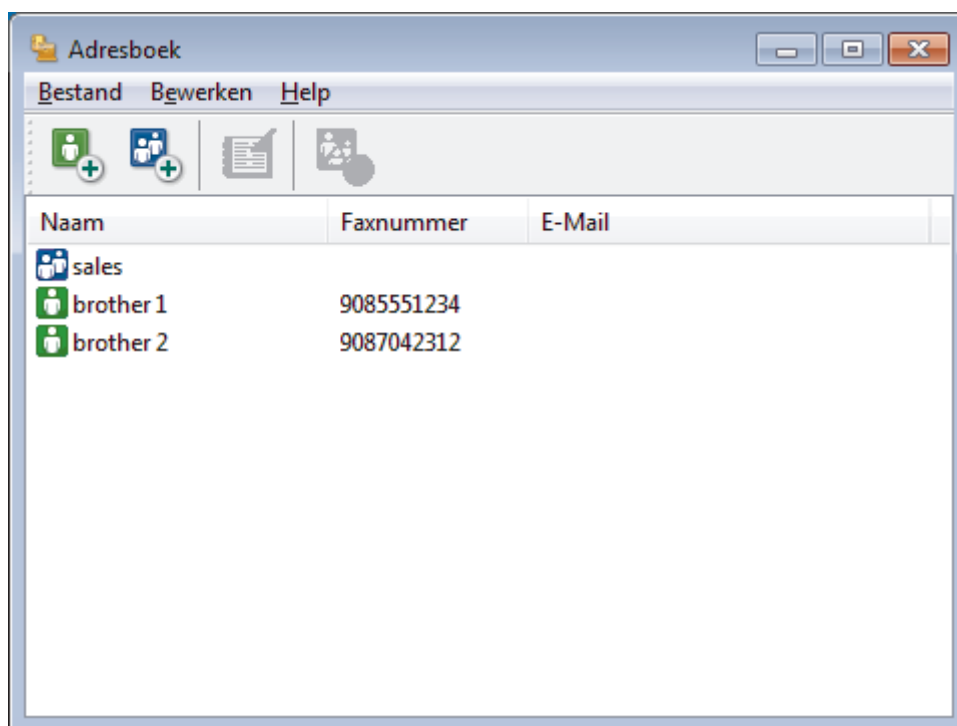 Adresboek
Bestand Bewerken Help
Naam Faxnummer E-Mail
sales
brother 1 9085551234
brother 2 9087042312